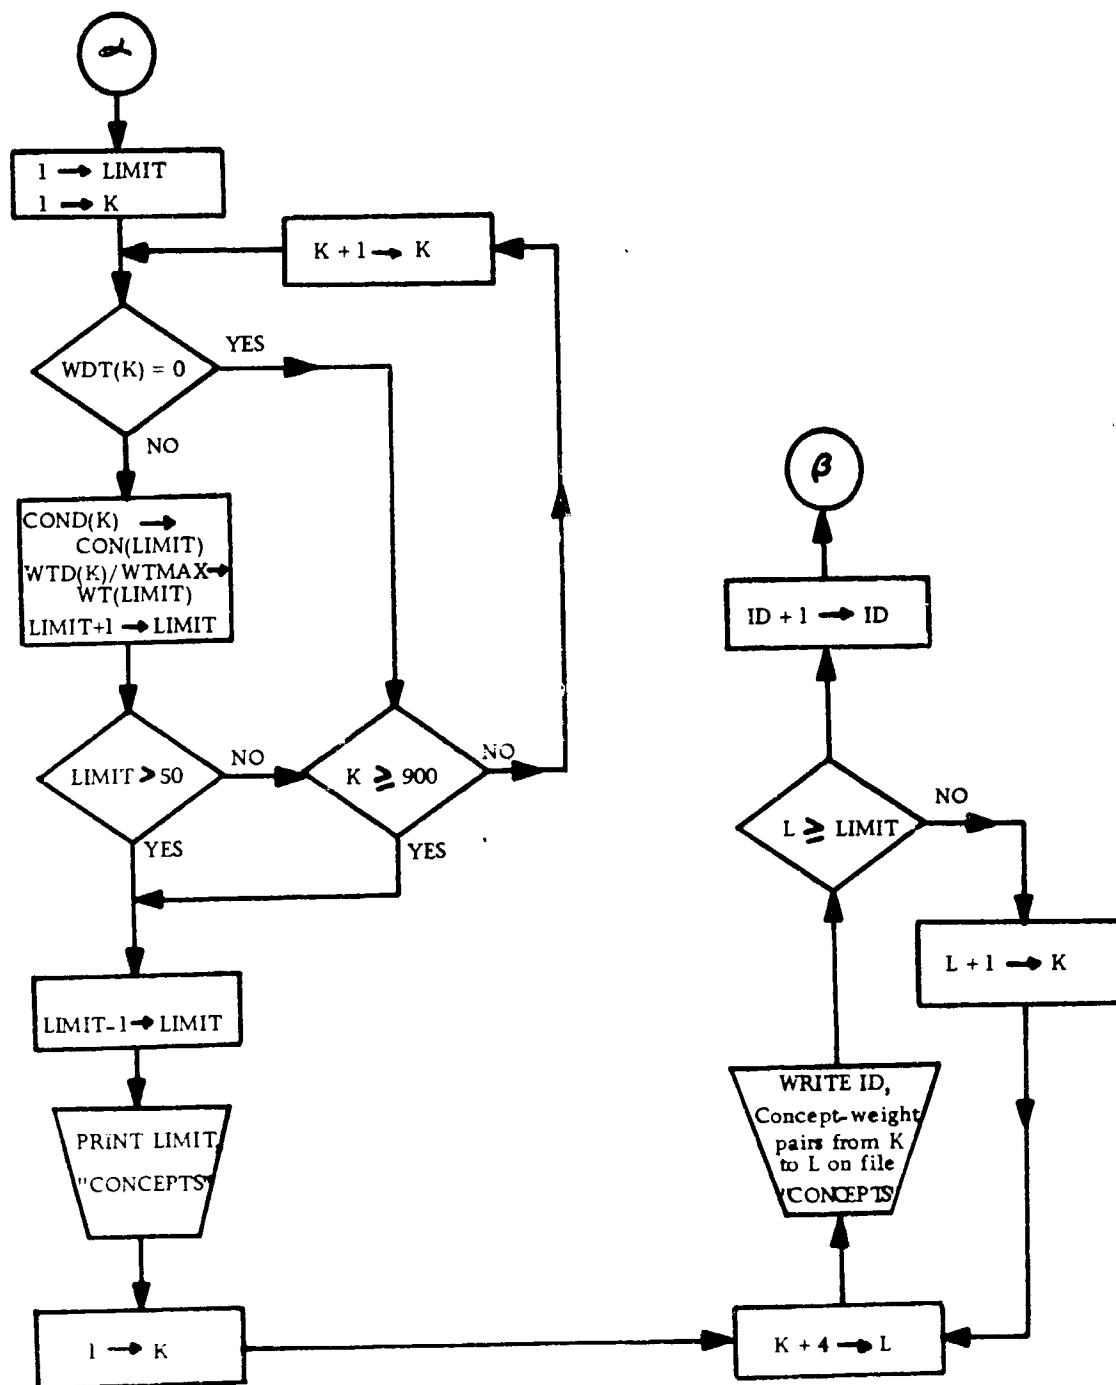 α
1 → LIMIT
1 → K
K + 1 → K
WDT(K) = 0
YES
NO
COND(K) →
CON(LIMIT)
WTD(K)/WTMAX→
WT(LIMIT)
LIMIT+1 → LIMIT
LIMIT > 50
NO
YES
K ≧ 900
NO
YES
LIMIT-1 → LIMIT
PRINT LIMIT,
"CONCEPTS"
1 → K
K + 4 → L
WRITE ID,
Concept-weight
pairs from K
to L on file
"CONCEPTS"
L ≧ LIMIT
NO
L + 1 → K
ID + 1 → ID
β